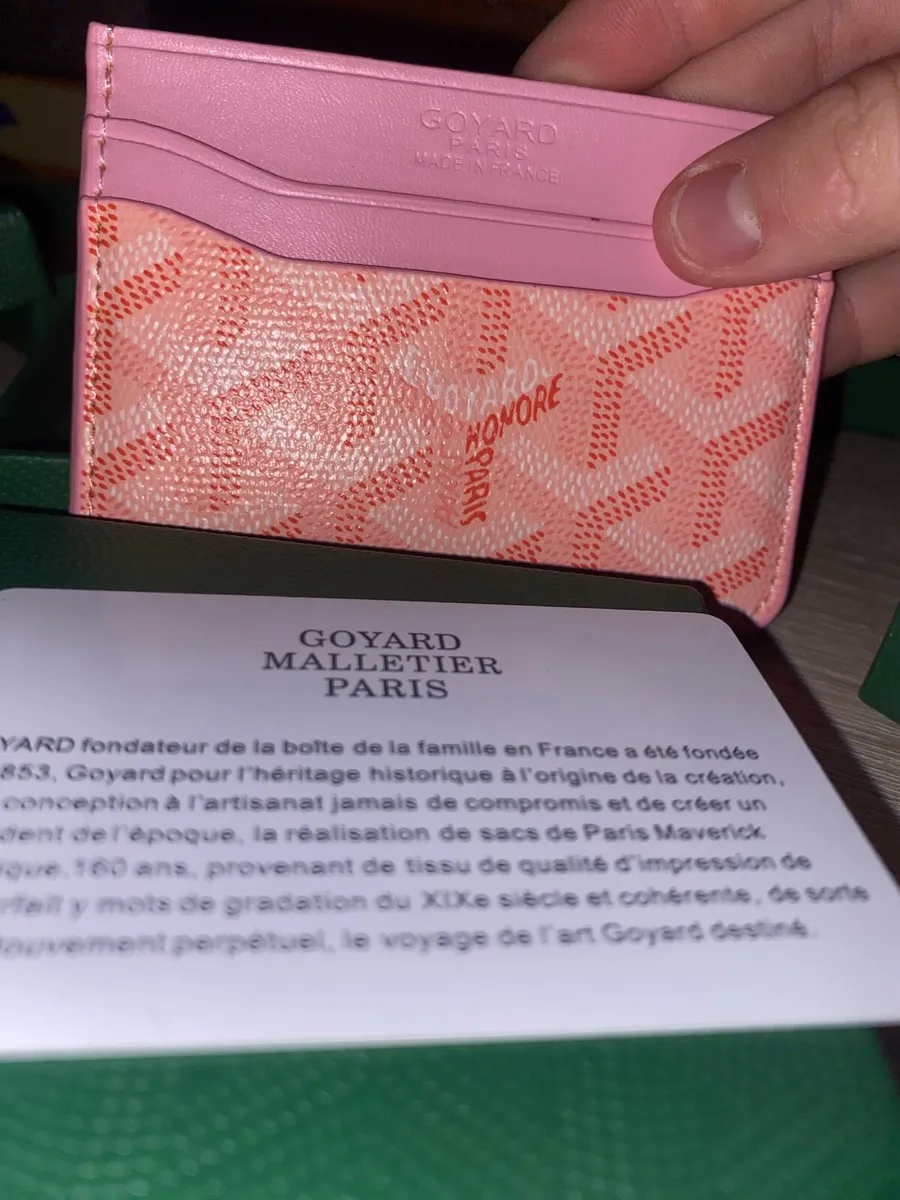 GOYARD
PARIS
MADE IN FRANCE
GOYARD
HONORE
PARIS
GOYARD
MALLETIER
PARIS
YARD fondateur de la boîte de la famille en France a été fondée
853, Goyard pour l'héritage historique à l'origine de la création,
conception à l'artisanat jamais de compromis et de créer un
dent de l'époque, la réalisation de sacs de Paris Maverick
ique 160 ans, provenant de tissu de qualité d'impression de
rfait y mots de gradation du XIXe siècle et cohérente, de sorte
ouvement perpétuel, le voyage de l'art Goyard destiné.